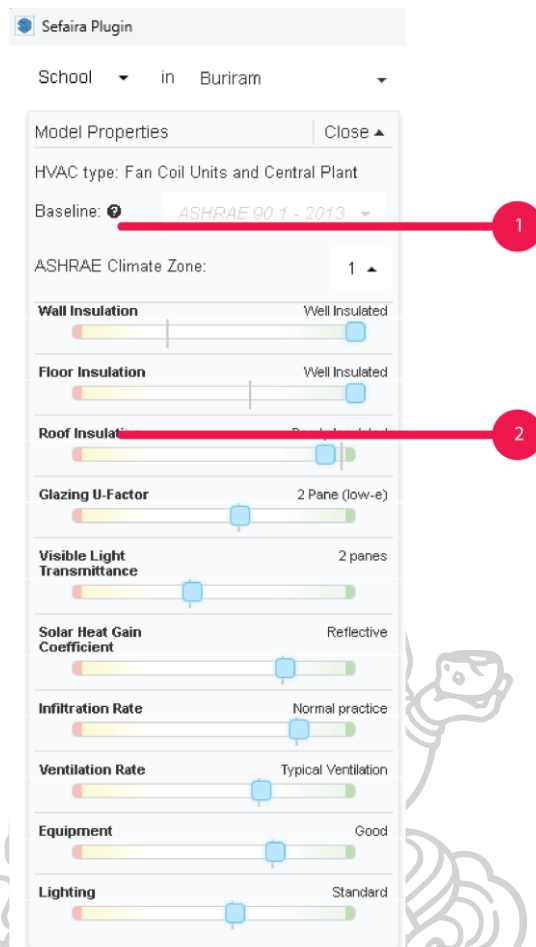 Sefaira Plugin
School in Buriram
Model Properties Close
HVAC type: Fan Coil Units and Central Plant
Baseline: ? ASHRAE 90.1 - 2013
1
ASHRAE Climate Zone: 1
Wall Insulation Well Insulated
Floor Insulation Well Insulated
Roof
2
Glazing U-Factor 2 Pane (low-e)
Visible Light 2 panes
Transmittance
Solar Heat Gain Reflective
Coefficient
Infiltration Rate Normal practice
Ventilation Rate Typical Ventilation
Equipment Good
Lighting Standard